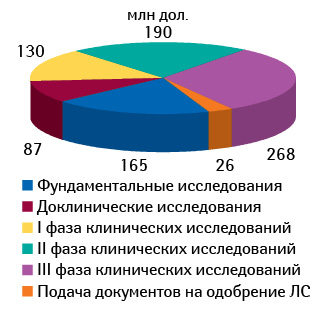 млн дол.
190
130
87
165
26
268
Фундаментальные исследования
Доклинические исследования
I фаза клинических исследований
II фаза клинических исследований
III фаза клинических исследований
Подача документов на одобрение ЛС